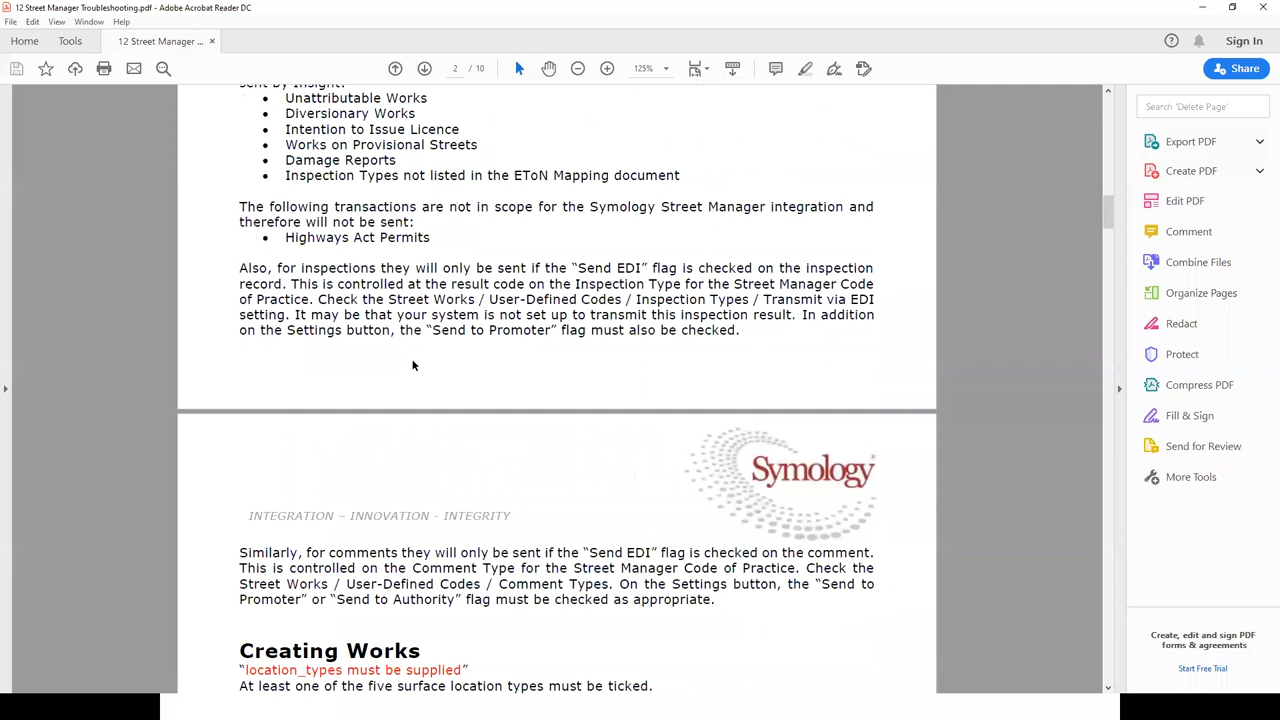 12 Street Manager Troubleshooting.pdf - Adobe Acrobat Reader DC
File Edit View Window Help
Home Tools 12 Street Manager ... Sign In
2 / 10 125% Share
sent by Insight:
• Unattributable Works
• Diversionary Works
• Intention to Issue Licence
• Works on Provisional Streets
• Damage Reports
• Inspection Types not listed in the EToN Mapping document
The following transactions are not in scope for the Symology Street Manager integration and
therefore will not be sent:
• Highways Act Permits
Also, for inspections they will only be sent if the “Send EDI” flag is checked on the inspection
record. This is controlled at the result code on the Inspection Type for the Street Manager Code
of Practice. Check the Street Works / User-Defined Codes / Inspection Types / Transmit via EDI
setting. It may be that your system is not set up to transmit this inspection result. In addition
on the Settings button, the “Send to Promoter” flag must also be checked.
Symology
INTEGRATION – INNOVATION - INTEGRITY
Similarly, for comments they will only be sent if the “Send EDI” flag is checked on the comment.
This is controlled on the Comment Type for the Street Manager Code of Practice. Check the
Street Works / User-Defined Codes / Comment Types. On the Settings button, the “Send to
Promoter” or “Send to Authority” flag must be checked as appropriate.
Creating Works
“location_types must be supplied”
At least one of the five surface location types must be ticked.
Search 'Delete Page'
Export PDF
Create PDF
Edit PDF
Comment
Combine Files
Organize Pages
Redact
Protect
Compress PDF
Fill & Sign
Send for Review
More Tools
Create, edit and sign PDF
forms & agreements
Start Free Trial